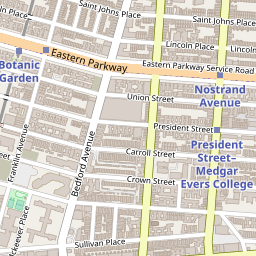 Saint Johns Place
Saint Johns Place
Lincoln Place
Lincoln Place
Botanic
Garden
Eastern Parkway
Eastern Parkway Service Road
Union Street
Nostrand
Avenue
President Street
President
Street–
Medgar
Evers College
Franklin Avenue
Bedford Avenue
Carroll Street
Crown Street
Sullivan Place